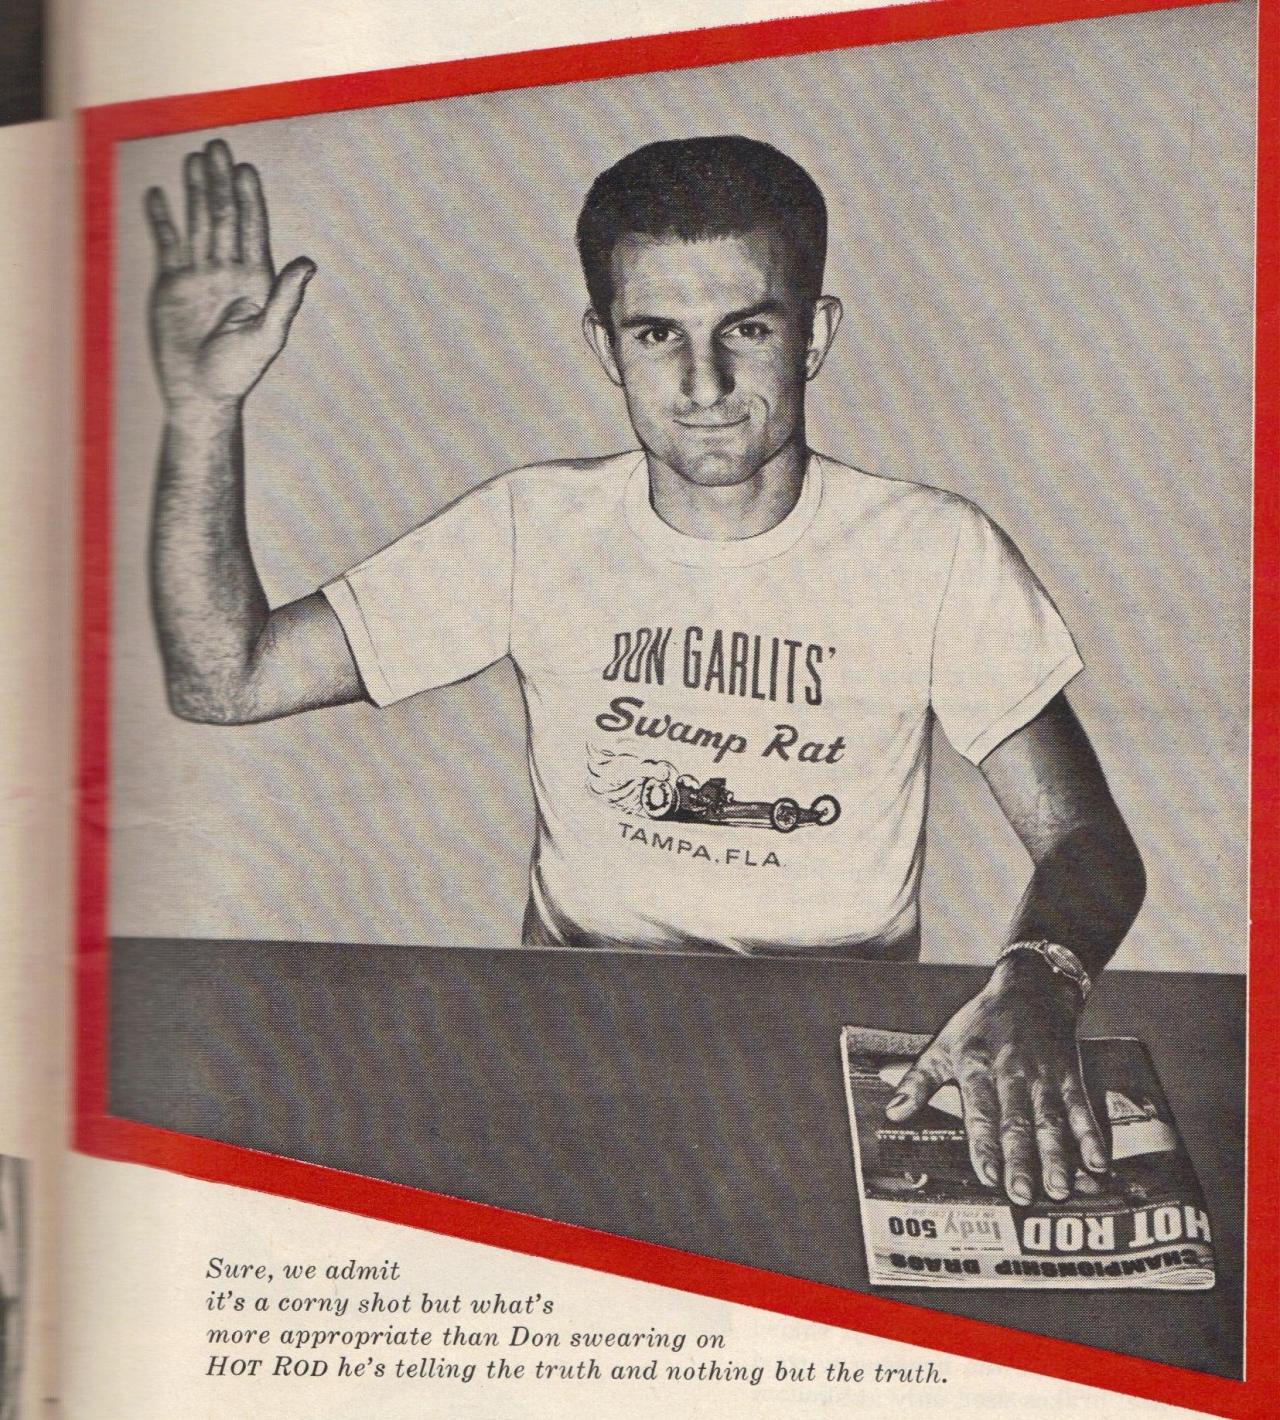 DON GARLITS'
Swamp Rat
TAMPA, FLA.
HOT ROD
Indy 500
CHAMPIONSHIP DRAGS
Sure, we admit
it's a corny shot but what's
more appropriate than Don swearing on
HOT ROD he's telling the truth and nothing but the truth.